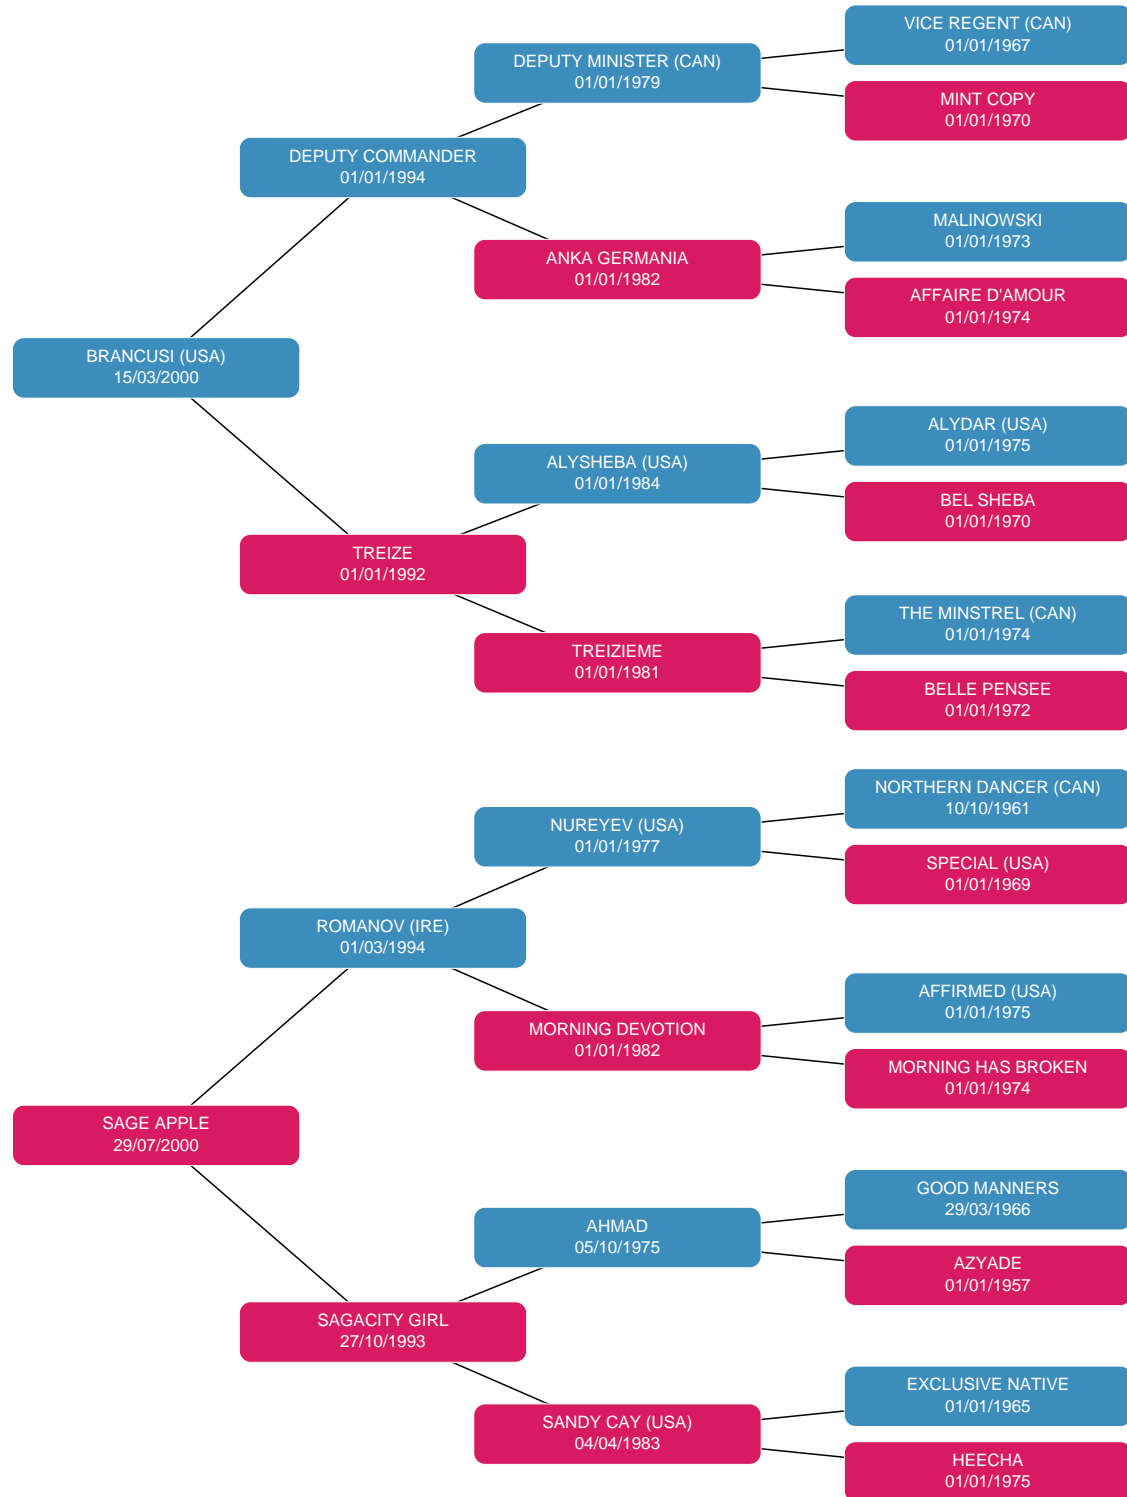 VICE REGENT (CAN)
01/01/1967
DEPUTY MINISTER (CAN)
01/01/1979
MINT COPY
01/01/1970
DEPUTY COMMANDER
01/01/1994
MALINOWSKI
01/01/1973
ANKA GERMANIA
01/01/1982
AFFAIRE D'AMOUR
01/01/1974
BRANCUSI (USA)
15/03/2000
ALYDAR (USA)
01/01/1975
ALYSHEBA (USA)
01/01/1984
BEL SHEBA
01/01/1970
TREIZE
01/01/1992
THE MINSTREL (CAN)
01/01/1974
TREIZIEME
01/01/1981
BELLE PENSEE
01/01/1972
NORTHERN DANCER (CAN)
10/10/1961
NUREYEV (USA)
01/01/1977
SPECIAL (USA)
01/01/1969
ROMANOV (IRE)
01/03/1994
AFFIRMED (USA)
01/01/1975
MORNING DEVOTION
01/01/1982
MORNING HAS BROKEN
01/01/1974
SAGE APPLE
29/07/2000
GOOD MANNERS
29/03/1966
AHMAD
05/10/1975
AZYADE
01/01/1957
SAGACITY GIRL
27/10/1993
EXCLUSIVE NATIVE
01/01/1965
SANDY CAY (USA)
04/04/1983
HEECHA
01/01/1975